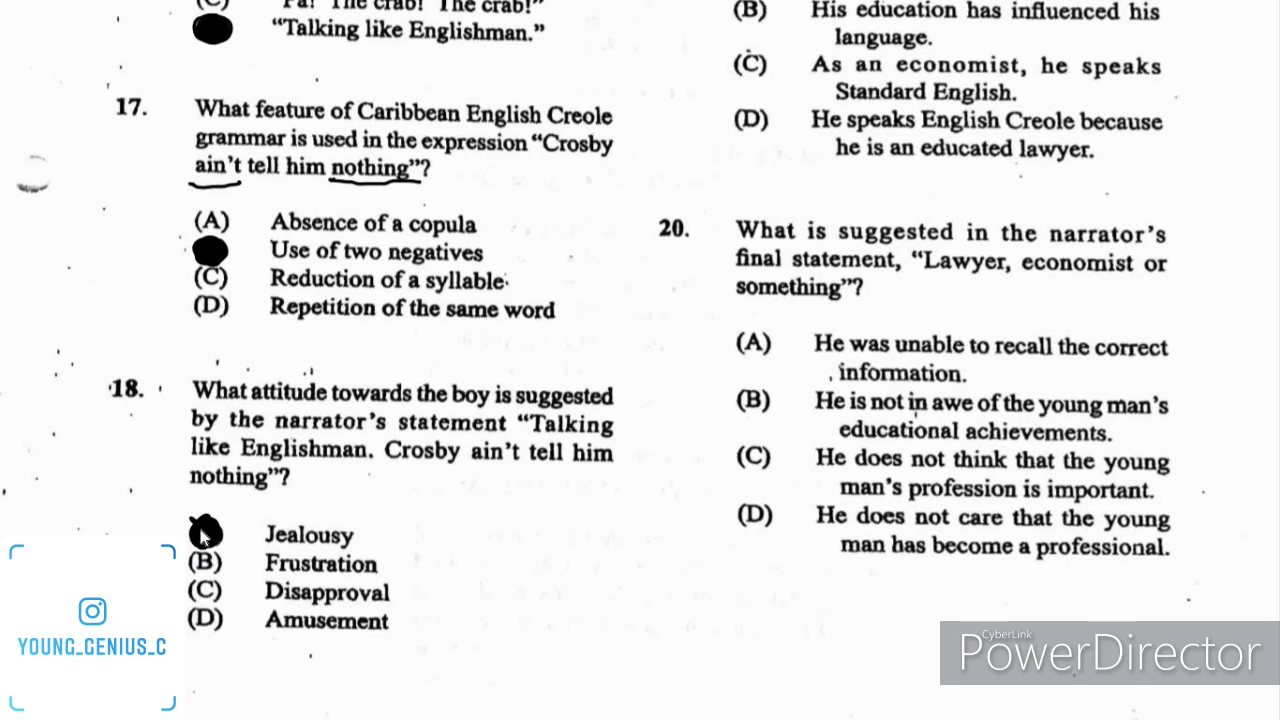 (C) "Pa! The crab! The crab!"
"Talking like Englishman."
17. What feature of Caribbean English Creole
grammar is used in the expression "Crosby
ain't tell him nothing"?
(A) Absence of a copula
Use of two negatives
(C) Reduction of a syllable
(D) Repetition of the same word
18. What attitude towards the boy is suggested
by the narrator's statement "Talking
like Englishman. Crosby ain't tell him
nothing"?
Jealousy
(B) Frustration
(C) Disapproval
(D) Amusement
(B) His education has influenced his
language.
(C) As an economist, he speaks
Standard English.
(D) He speaks English Creole because
he is an educated lawyer.
20. What is suggested in the narrator's
final statement, "Lawyer, economist or
something"?
(A) He was unable to recall the correct
information.
(B) He is not in awe of the young man's
educational achievements.
(C) He does not think that the young
man's profession is important.
(D) He does not care that the young
man has become a professional.
YOUNG_GENIUS_C
CyberLink
PowerDirector